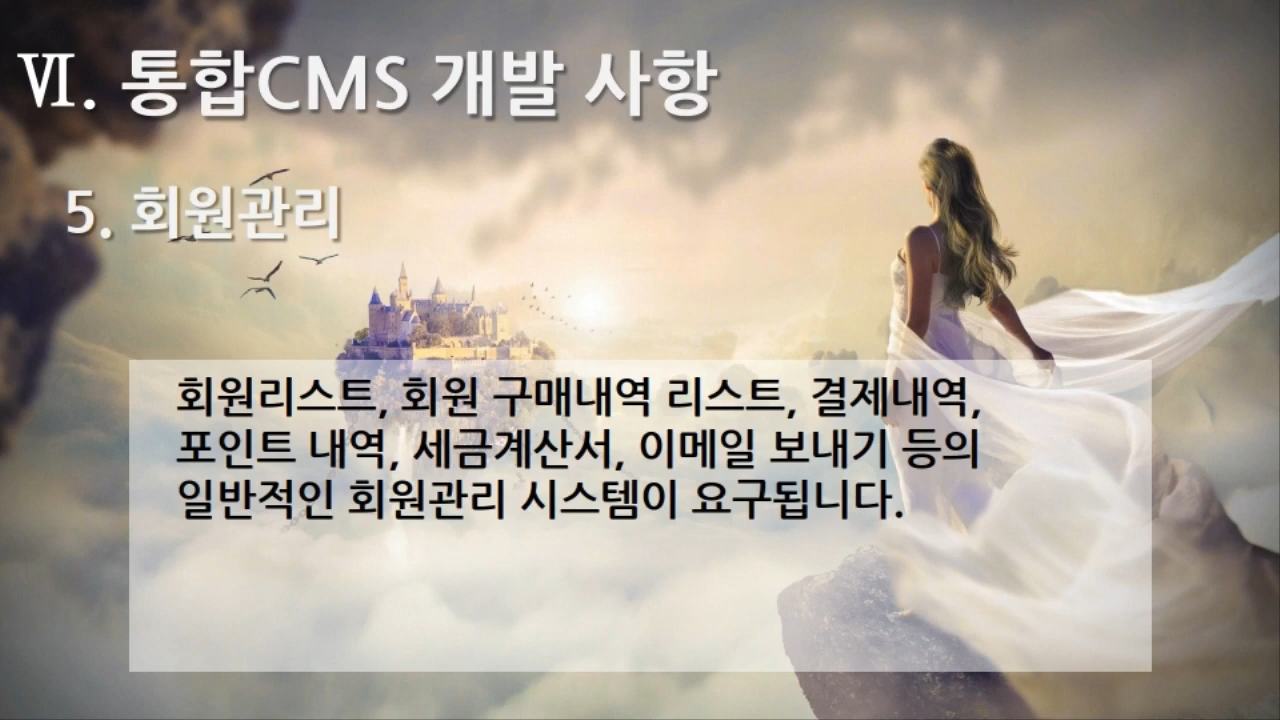 Ⅵ. 통합CMS 개발 사항
5. 회원관리
회원리스트, 회원 구매내역 리스트, 결제내역,
포인트 내역, 세금계산서, 이메일 보내기 등의
일반적인 회원관리 시스템이 요구됩니다.